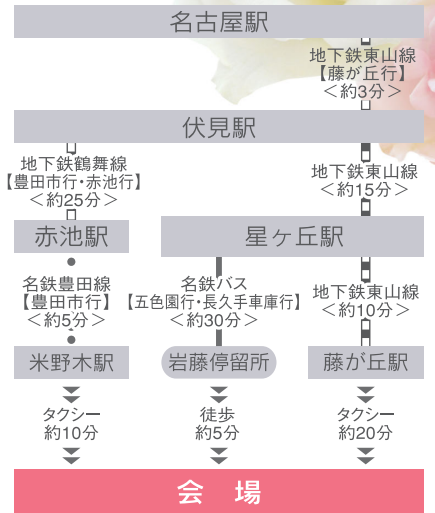 名古屋駅
地下鉄東山線
【藤が丘行】
＜約3分＞
伏見駅
地下鉄鶴舞線
【豊田市行・赤池行】
＜約25分＞
地下鉄東山線
＜約15分＞
赤池駅
星ヶ丘駅
名鉄豊田線
【豊田市行】
＜約5分＞
名鉄バス
【五色園行・長久手車庫行】
＜約30分＞
地下鉄東山線
＜約10分＞
米野木駅
岩藤停留所
藤が丘駅
タクシー
約10分
徒歩
約5分
タクシー
約20分
会　場